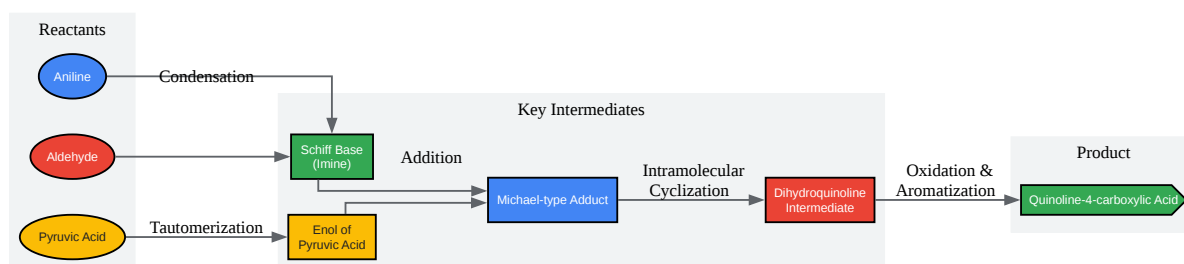 Reactants
Aniline
Condensation
Aldehyde
Pyruvic Acid
Tautomerization
Key Intermediates
Schiff Base
(Imine)
Addition
Enol of
Pyruvic Acid
Michael-type Adduct
Intramolecular
Cyclization
Dihydroquinoline
Intermediate
Oxidation &
Aromatization
Product
Quinoline-4-carboxylic Acid